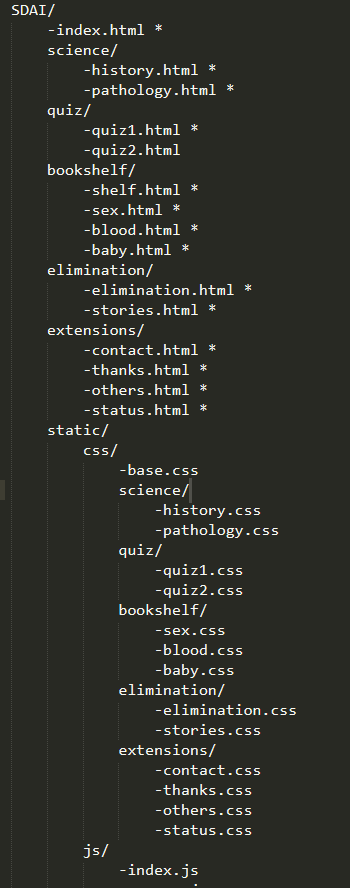 SDAI/
-index.html *
science/
-history.html *
-pathology.html *
quiz/
-quiz1.html *
-quiz2.html
bookshelf/
-shelf.html *
-sex.html *
-blood.html *
-baby.html *
elimination/
-elimination.html *
-stories.html *
extensions/
-contact.html *
-thanks.html *
-others.html *
-status.html *
static/
css/
-base.css
science/
-history.css
-pathology.css
quiz/
-quiz1.css
-quiz2.css
bookshelf/
-sex.css
-blood.css
-baby.css
elimination/
-elimination.css
-stories.css
extensions/
-contact.css
-thanks.css
-others.css
-status.css
js/
-index.js